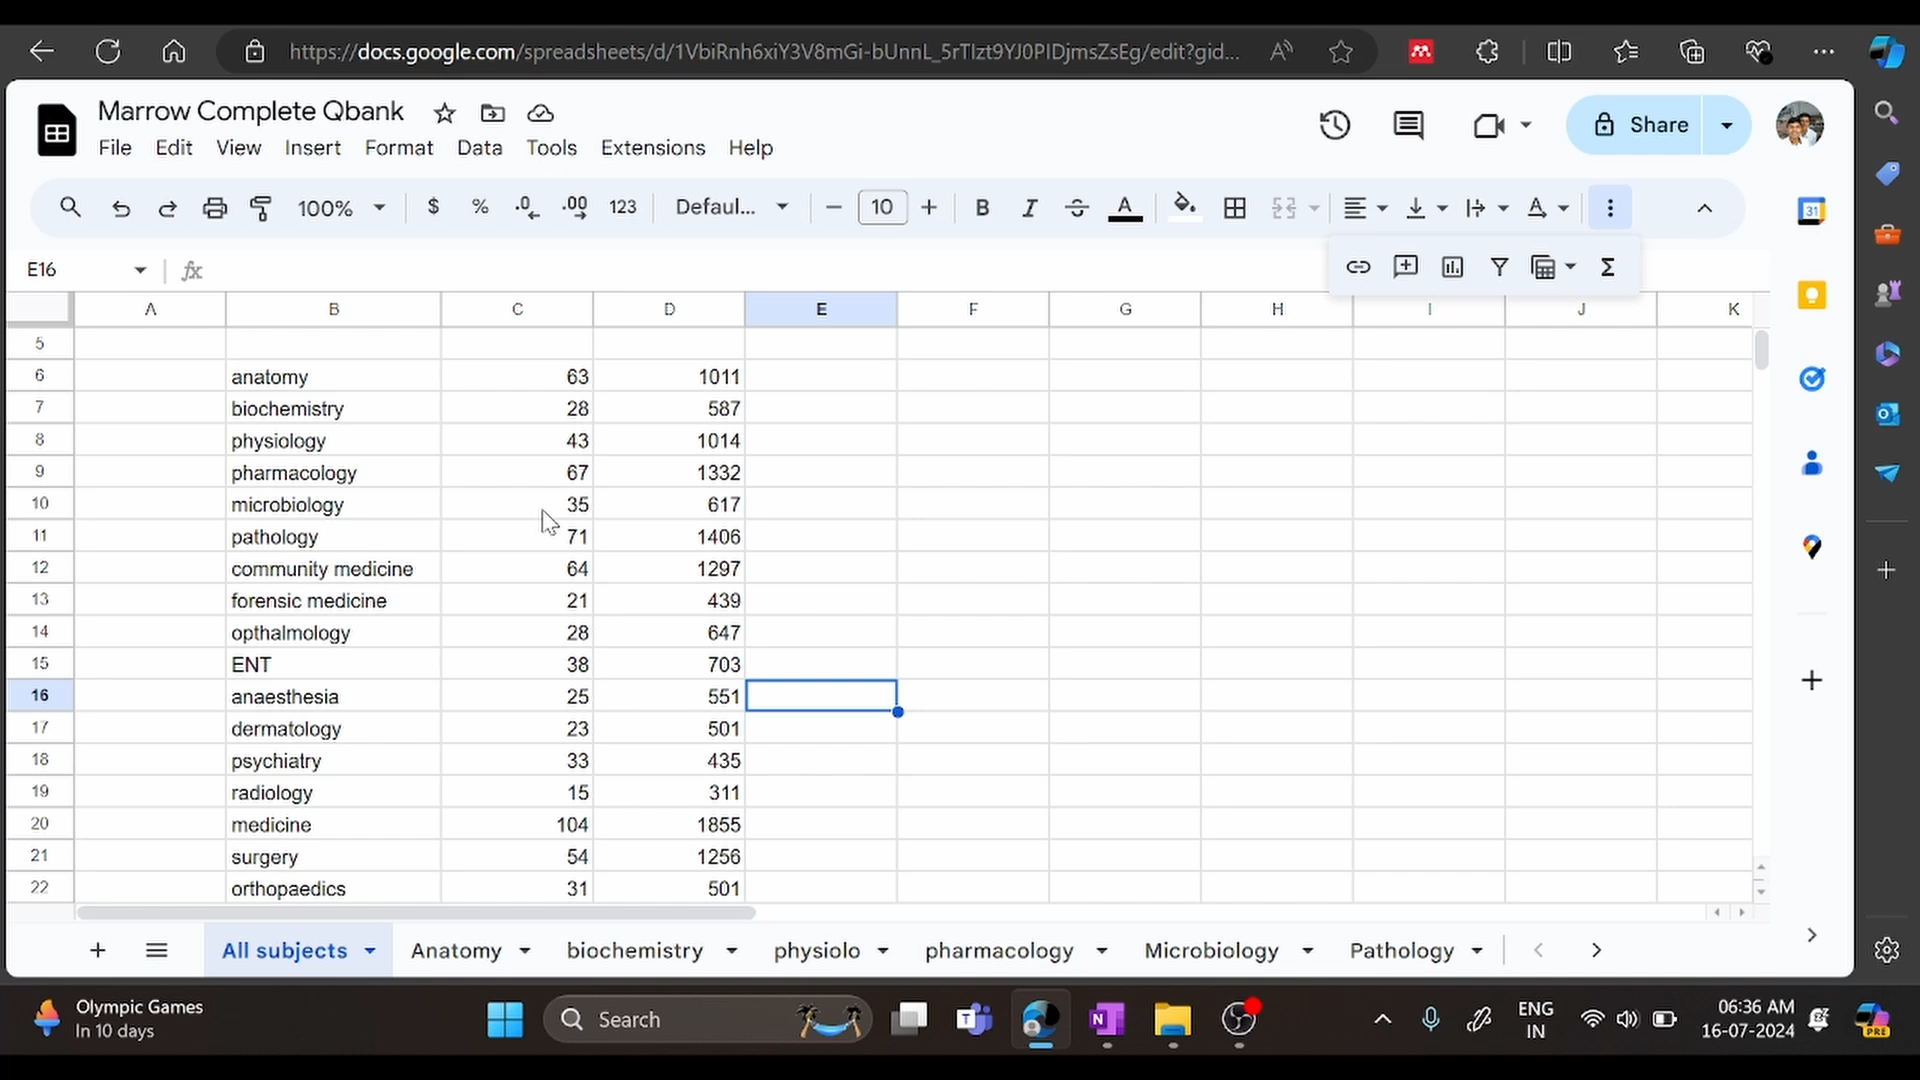 https://docs.google.com/spreadsheets/d/1VbiRnh6xiY3V8mGi-bUnnL_5rTIzt9YJ0PIDjmsZsEg/edit?gid...
Marrow Complete Qbank
File Edit View Insert Format Data Tools Extensions Help
Share
100% $ % .0 .00 123 Defaul... 10 B I A
31
E16 fx
A B C D E F G H I J K
5
6 anatomy 63 1011
7 biochemistry 28 587
8 physiology 43 1014
9 pharmacology 67 1332
10 microbiology 35 617
11 pathology 71 1406
12 community medicine 64 1297
13 forensic medicine 21 439
14 opthalmology 28 647
15 ENT 38 703
16 anaesthesia 25 551
17 dermatology 23 501
18 psychiatry 33 435
19 radiology 15 311
20 medicine 104 1855
21 surgery 54 1256
22 orthopaedics 31 501
All subjects Anatomy biochemistry physiolo pharmacology Microbiology Pathology
Olympic Games
In 10 days
Search
ENG
IN
06:36 AM
16-07-2024
PRE